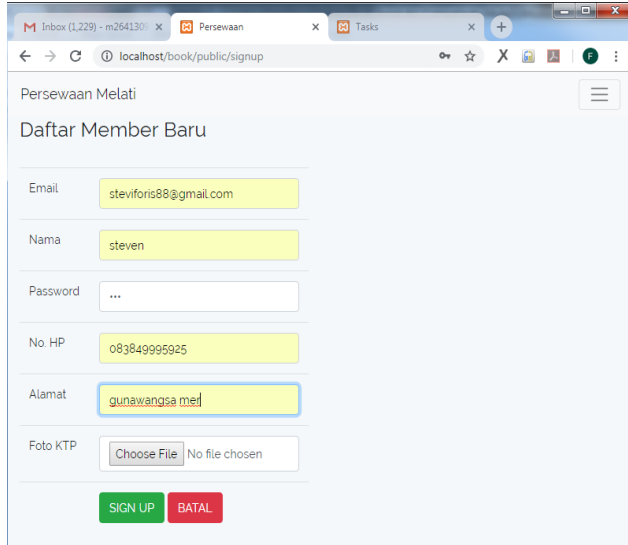 Inbox (1,229) - m2641309
Persewaan
Tasks
localhost/book/public/signup
F
Persewaan Melati
Daftar Member Baru
Email
steviforis88@gmail.com
Nama
steven
Password
•••
No. HP
083849995925
Alamat
gunawangsa mer
Foto KTP
Choose File No file chosen
SIGN UP
BATAL